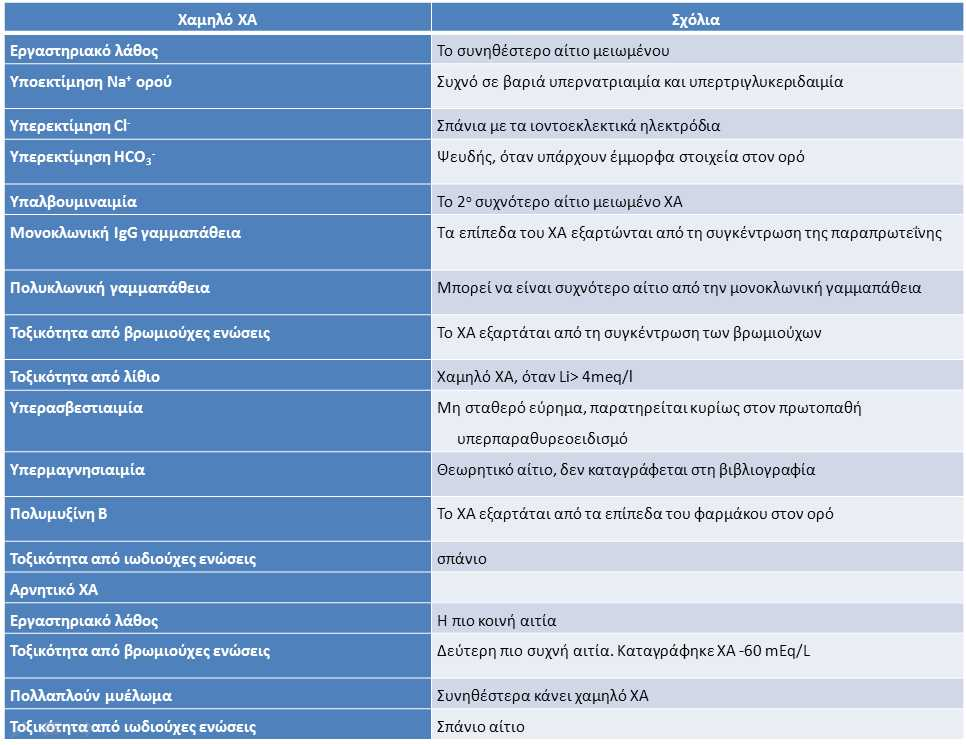 Χαμηλό ΧΑ Σχόλια
Εργαστηριακό λάθος Το συνηθέστερο αίτιο μειωμένου
Υποεκτίμηση Na⁺ ορού Συχνό σε βαριά υπερνατριαιμία και υπερτριγλυκεριδαιμία
Υπερεκτίμηση Cl⁻ Σπάνια με τα ιοντοεκλεκτικά ηλεκτρόδια
Υπερεκτίμηση HCO₃⁻ Ψευδής, όταν υπάρχουν έμμορφα στοιχεία στον ορό
Υπαλβουμιναιμία Το 2ο συχνότερο αίτιο μειωμένο ΧΑ
Μονοκλωνική IgG γαμμαπάθεια Τα επίπεδα του ΧΑ εξαρτώνται από τη συγκέντρωση της παραπρωτεΐνης
Πολυκλωνική γαμμαπάθεια Μπορεί να είναι συχνότερο αίτιο από την μονοκλωνική γαμμαπάθεια
Τοξικότητα από βρωμιούχες ενώσεις Το ΧΑ εξαρτάται από τη συγκέντρωση των βρωμιούχων
Τοξικότητα από λίθιο Χαμηλό ΧΑ, όταν Li> 4meq/l
Υπερασβεστιαιμία Μη σταθερό εύρημα, παρατηρείται κυρίως στον πρωτοπαθή
υπερπαραθυρεοειδισμό
Υπερμαγνησιαιμία Θεωρητικό αίτιο, δεν καταγράφεται στη βιβλιογραφία
Πολυμυξίνη Β Το ΧΑ εξαρτάται από τα επίπεδα του φαρμάκου στον ορό
Τοξικότητα από ιωδιούχες ενώσεις σπάνιο
Αρνητικό ΧΑ
Εργαστηριακό λάθος Η πιο κοινή αιτία
Τοξικότητα από βρωμιούχες ενώσεις Δεύτερη πιο συχνή αιτία. Καταγράφηκε ΧΑ -60 mEq/L
Πολλαπλούν μυέλωμα Συνηθέστερα κάνει χαμηλό ΧΑ
Τοξικότητα από ιωδιούχες ενώσεις Σπάνιο αίτιο